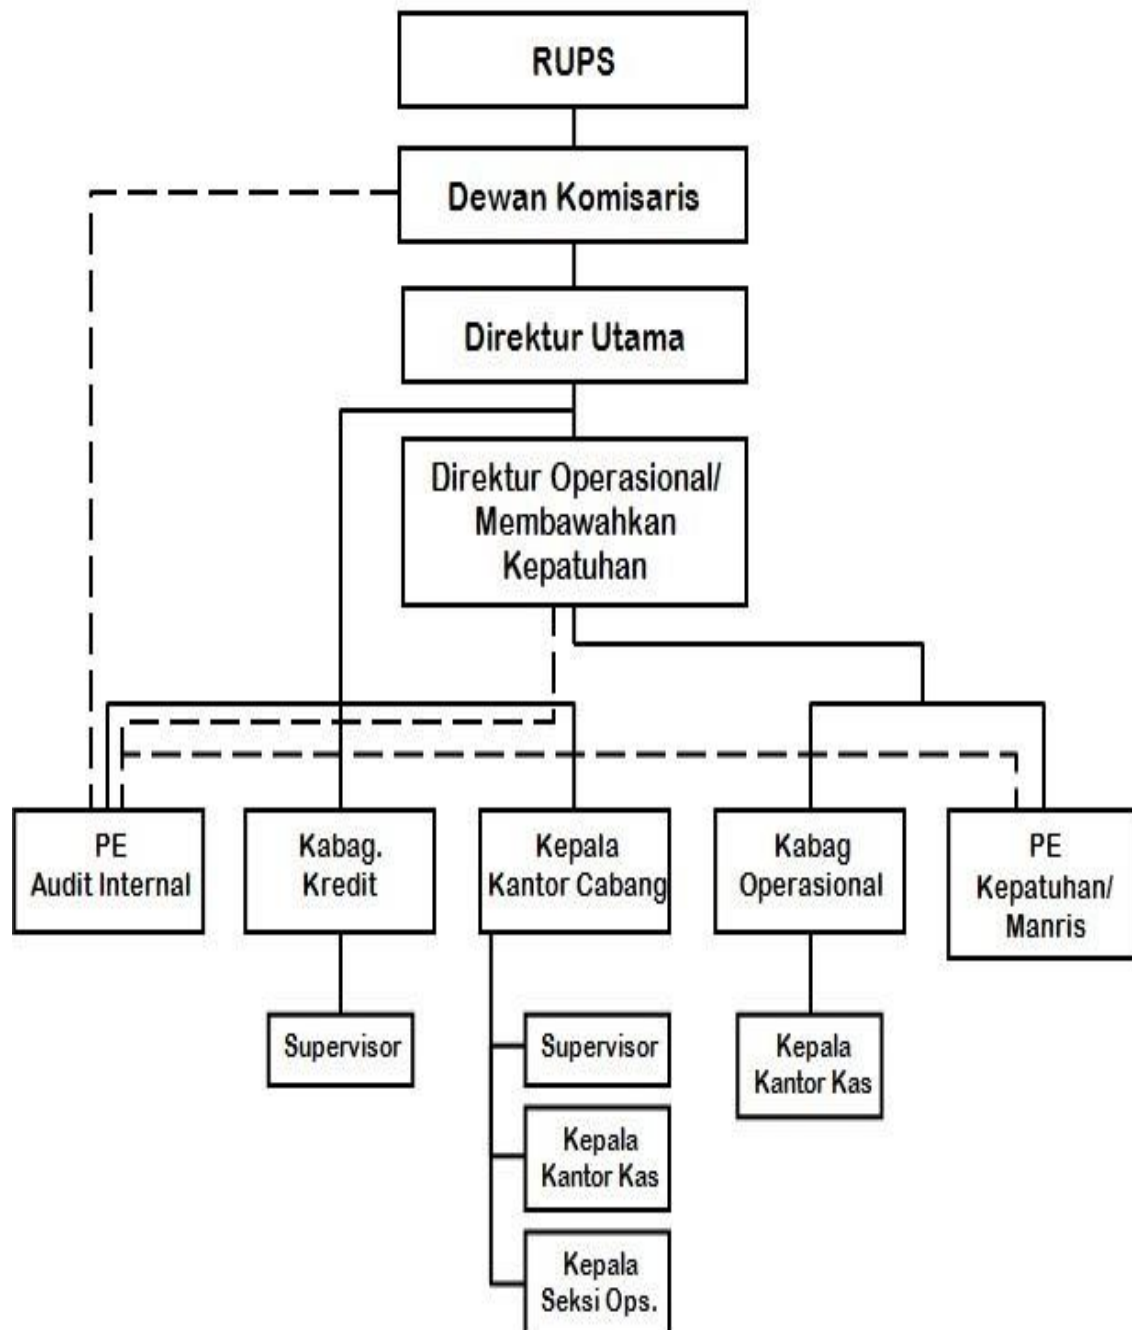 RUPS
Dewan Komisaris
Direktur Utama
Direktur Operasional/
Membawahkan
Kepatuhan
PE
Audit Internal
Kabag.
Kredit
Kepala
Kantor Cabang
Kabag
Operasional
PE
Kepatuhan/
Manris
Supervisor
Supervisor
Kepala
Kantor Kas
Kepala
Kantor Kas
Kepala
Seksi Ops.